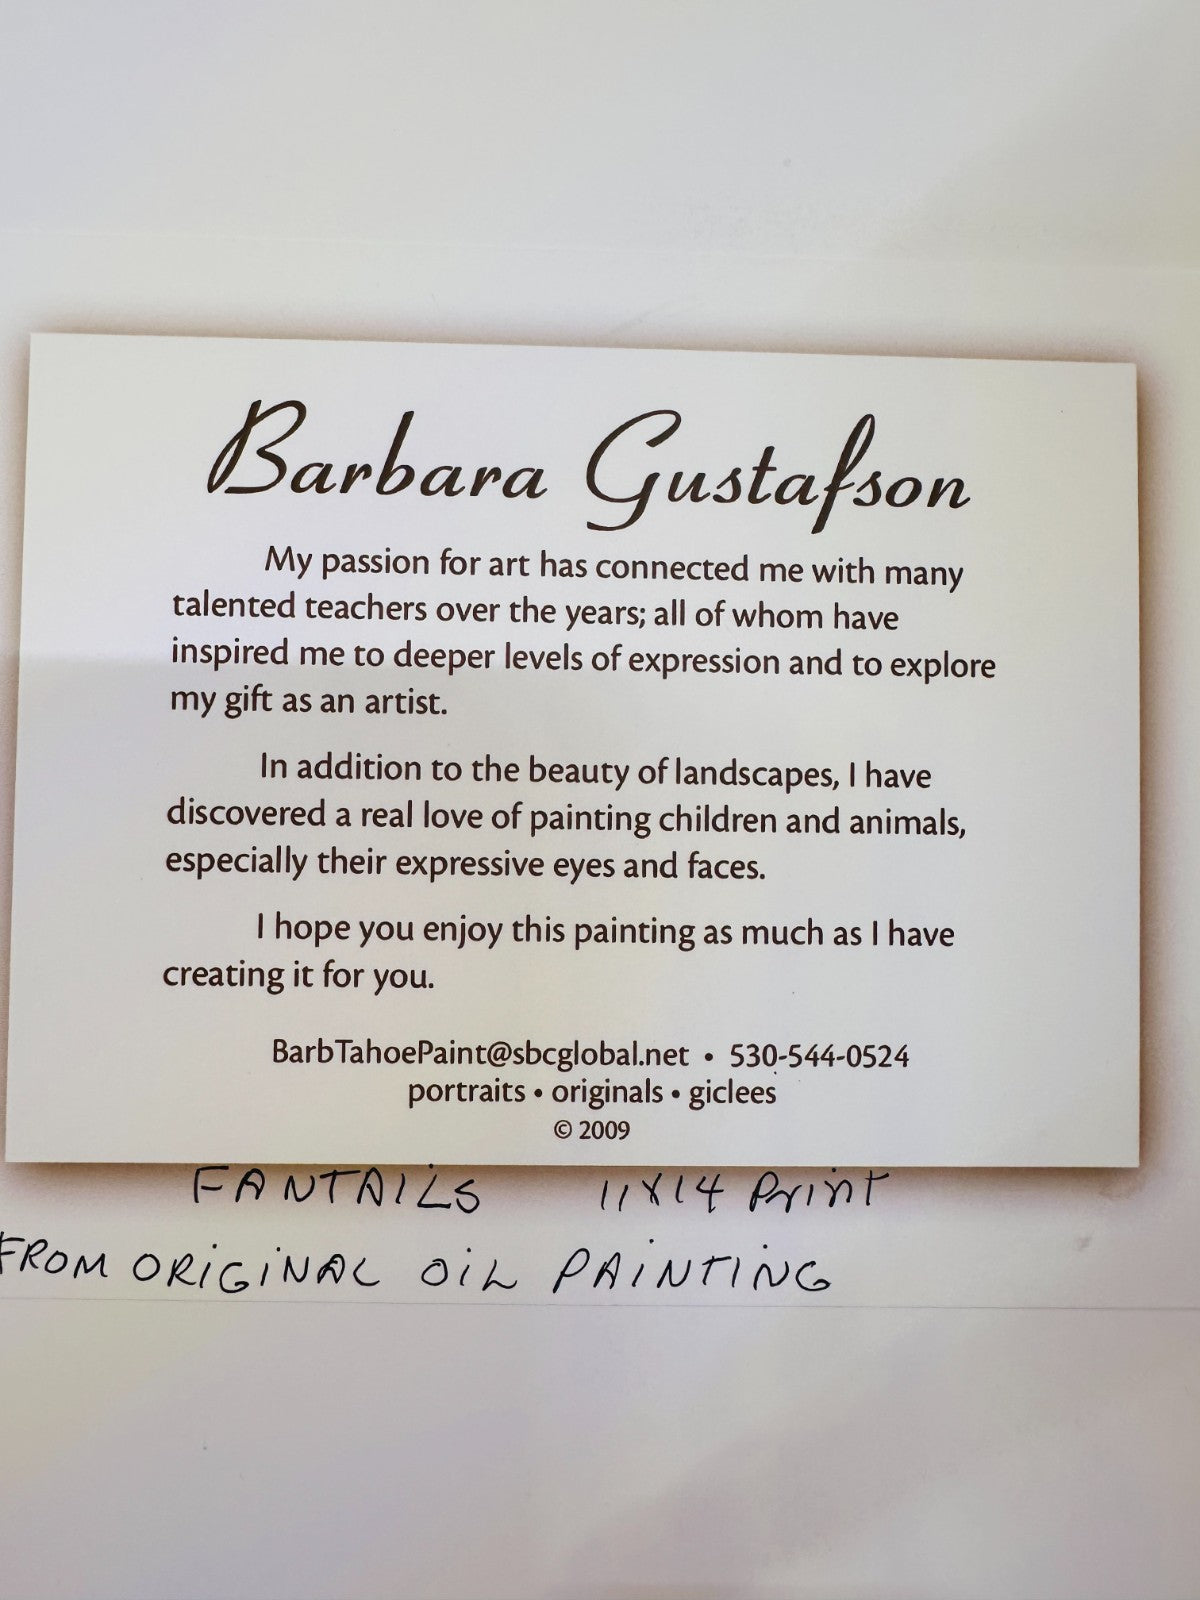 Barbara Gustafson
My passion for art has connected me with many
talented teachers over the years; all of whom have
inspired me to deeper levels of expression and to explore
my gift as an artist.
In addition to the beauty of landscapes, I have
discovered a real love of painting children and animals,
especially their expressive eyes and faces.
I hope you enjoy this painting as much as I have
creating it for you.
BarbTahoePaint@sbcglobal.net • 530-544-0524
portraits • originals • giclees
© 2009
FANTAILS 11X14 Print
FROM ORIGINAL OIL PAINTING